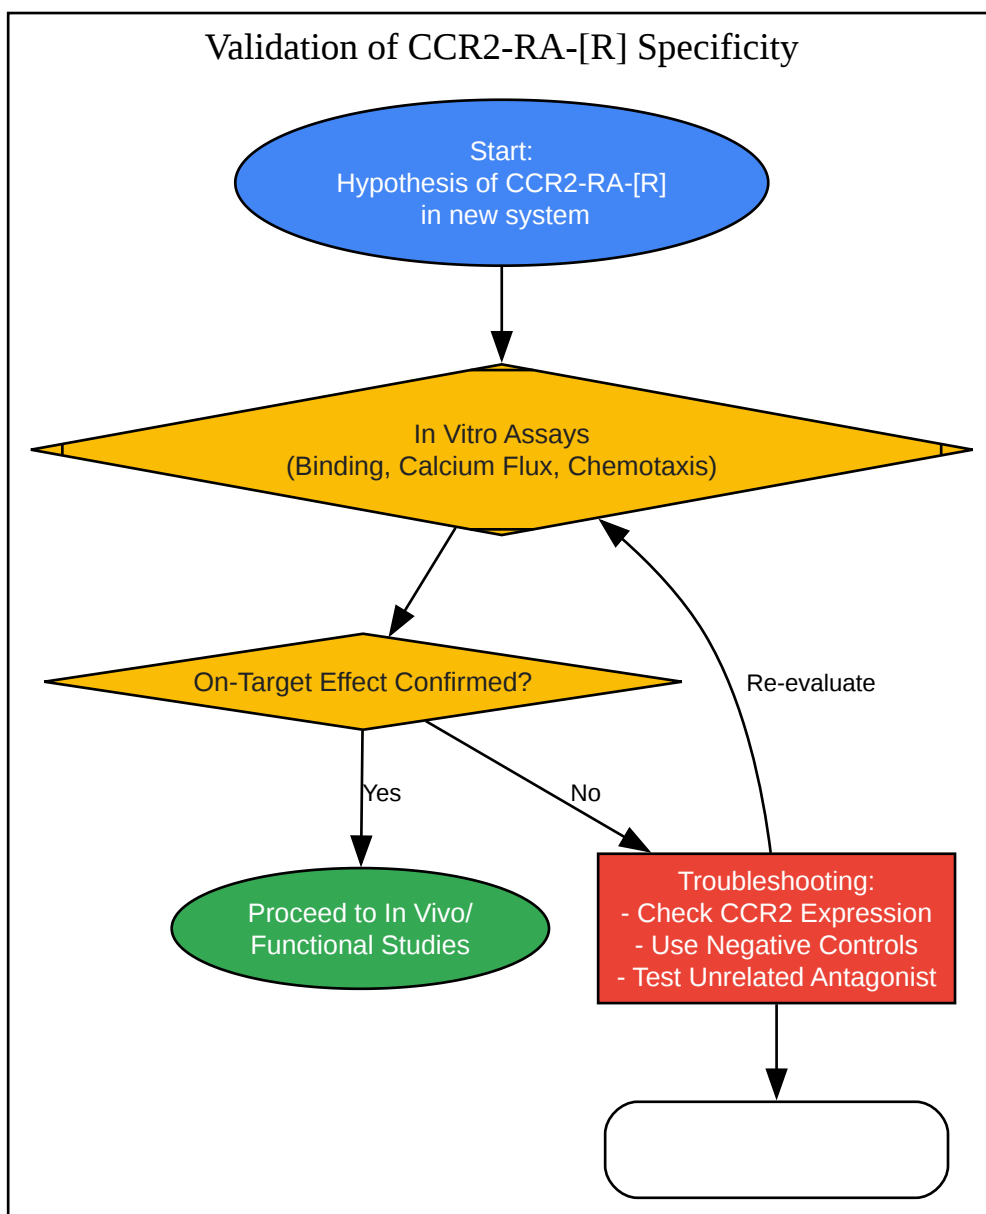 Validation of CCR2-RA-[R] Specificity
Start:
Hypothesis of CCR2-RA-[R]
in new system
In Vitro Assays
(Binding, Calcium Flux, Chemotaxis)
On-Target Effect Confirmed?
Re-evaluate
Yes
No
Troubleshooting:
- Check CCR2 Expression
- Use Negative Controls
- Test Unrelated Antagonist
Proceed to In Vivo/
Functional Studies